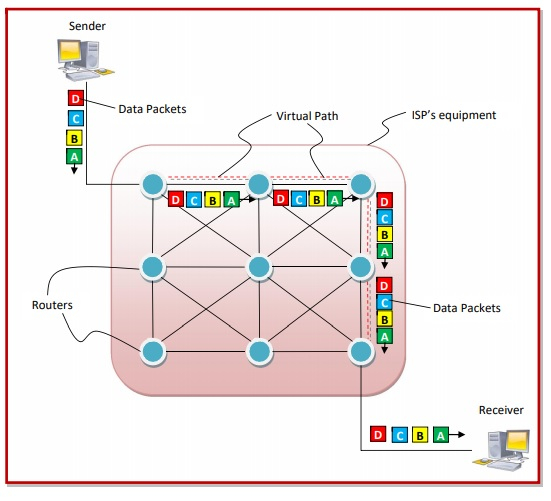 Sender
D
Data Packets
C
B
A
Virtual Path
ISP's equipment
D C B A
D C B A
D
C
B
A
Routers
D
C
B
A
Data Packets
Receiver
D C B A